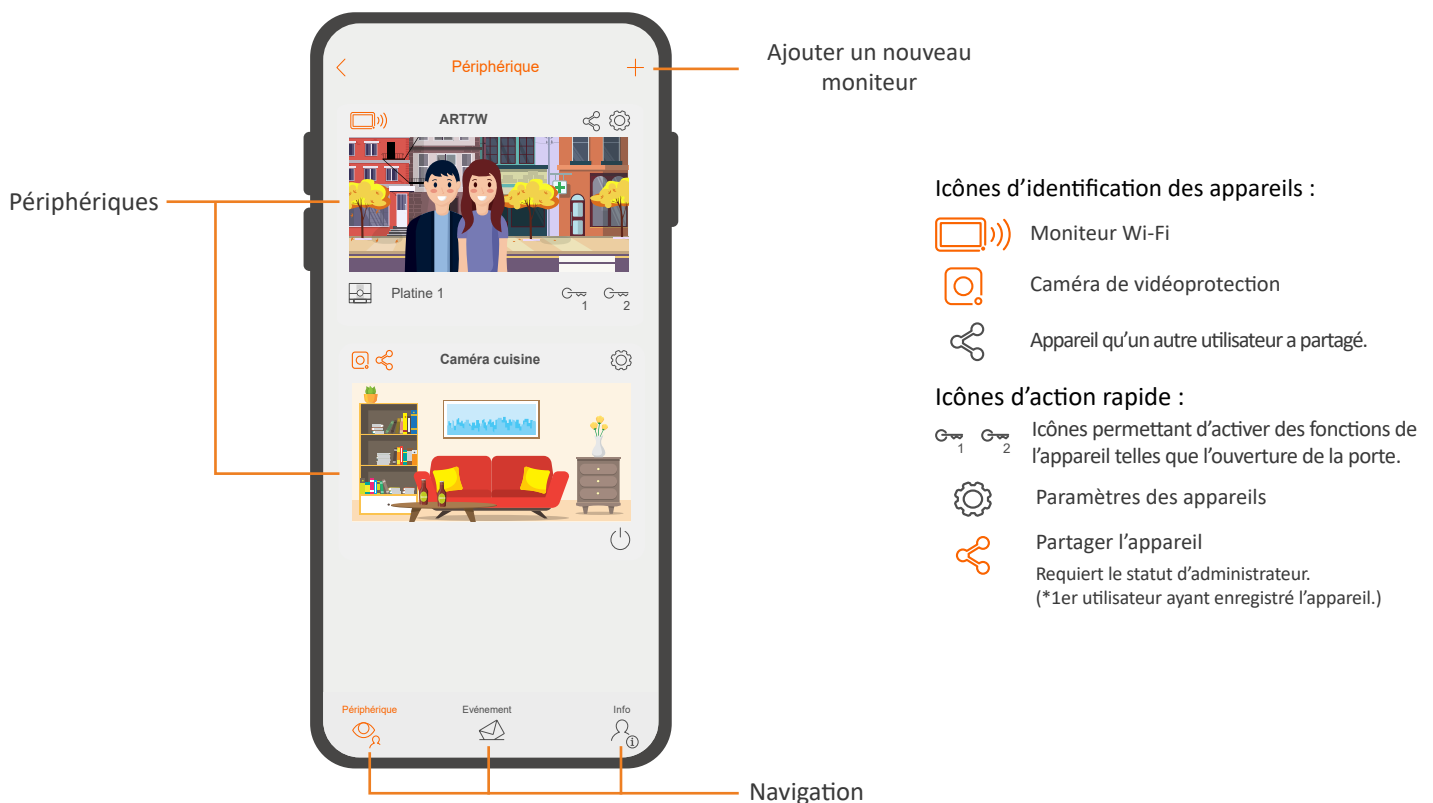 Périphérique
Ajouter un nouveau
moniteur
ART7W
Périphériques
Platine 1
1
2
Caméra cuisine
Périphérique
Evénement
Info
Navigation
Icônes d’identification des appareils :
Moniteur Wi-Fi
Caméra de vidéoprotection
Appareil qu’un autre utilisateur a partagé.
Icônes d’action rapide :
1 2 Icônes permettant d’activer des fonctions de
l’appareil telles que l’ouverture de la porte.
Paramètres des appareils
Partager l’appareil
Requiert le statut d’administrateur.
(*1er utilisateur ayant enregistré l’appareil.)